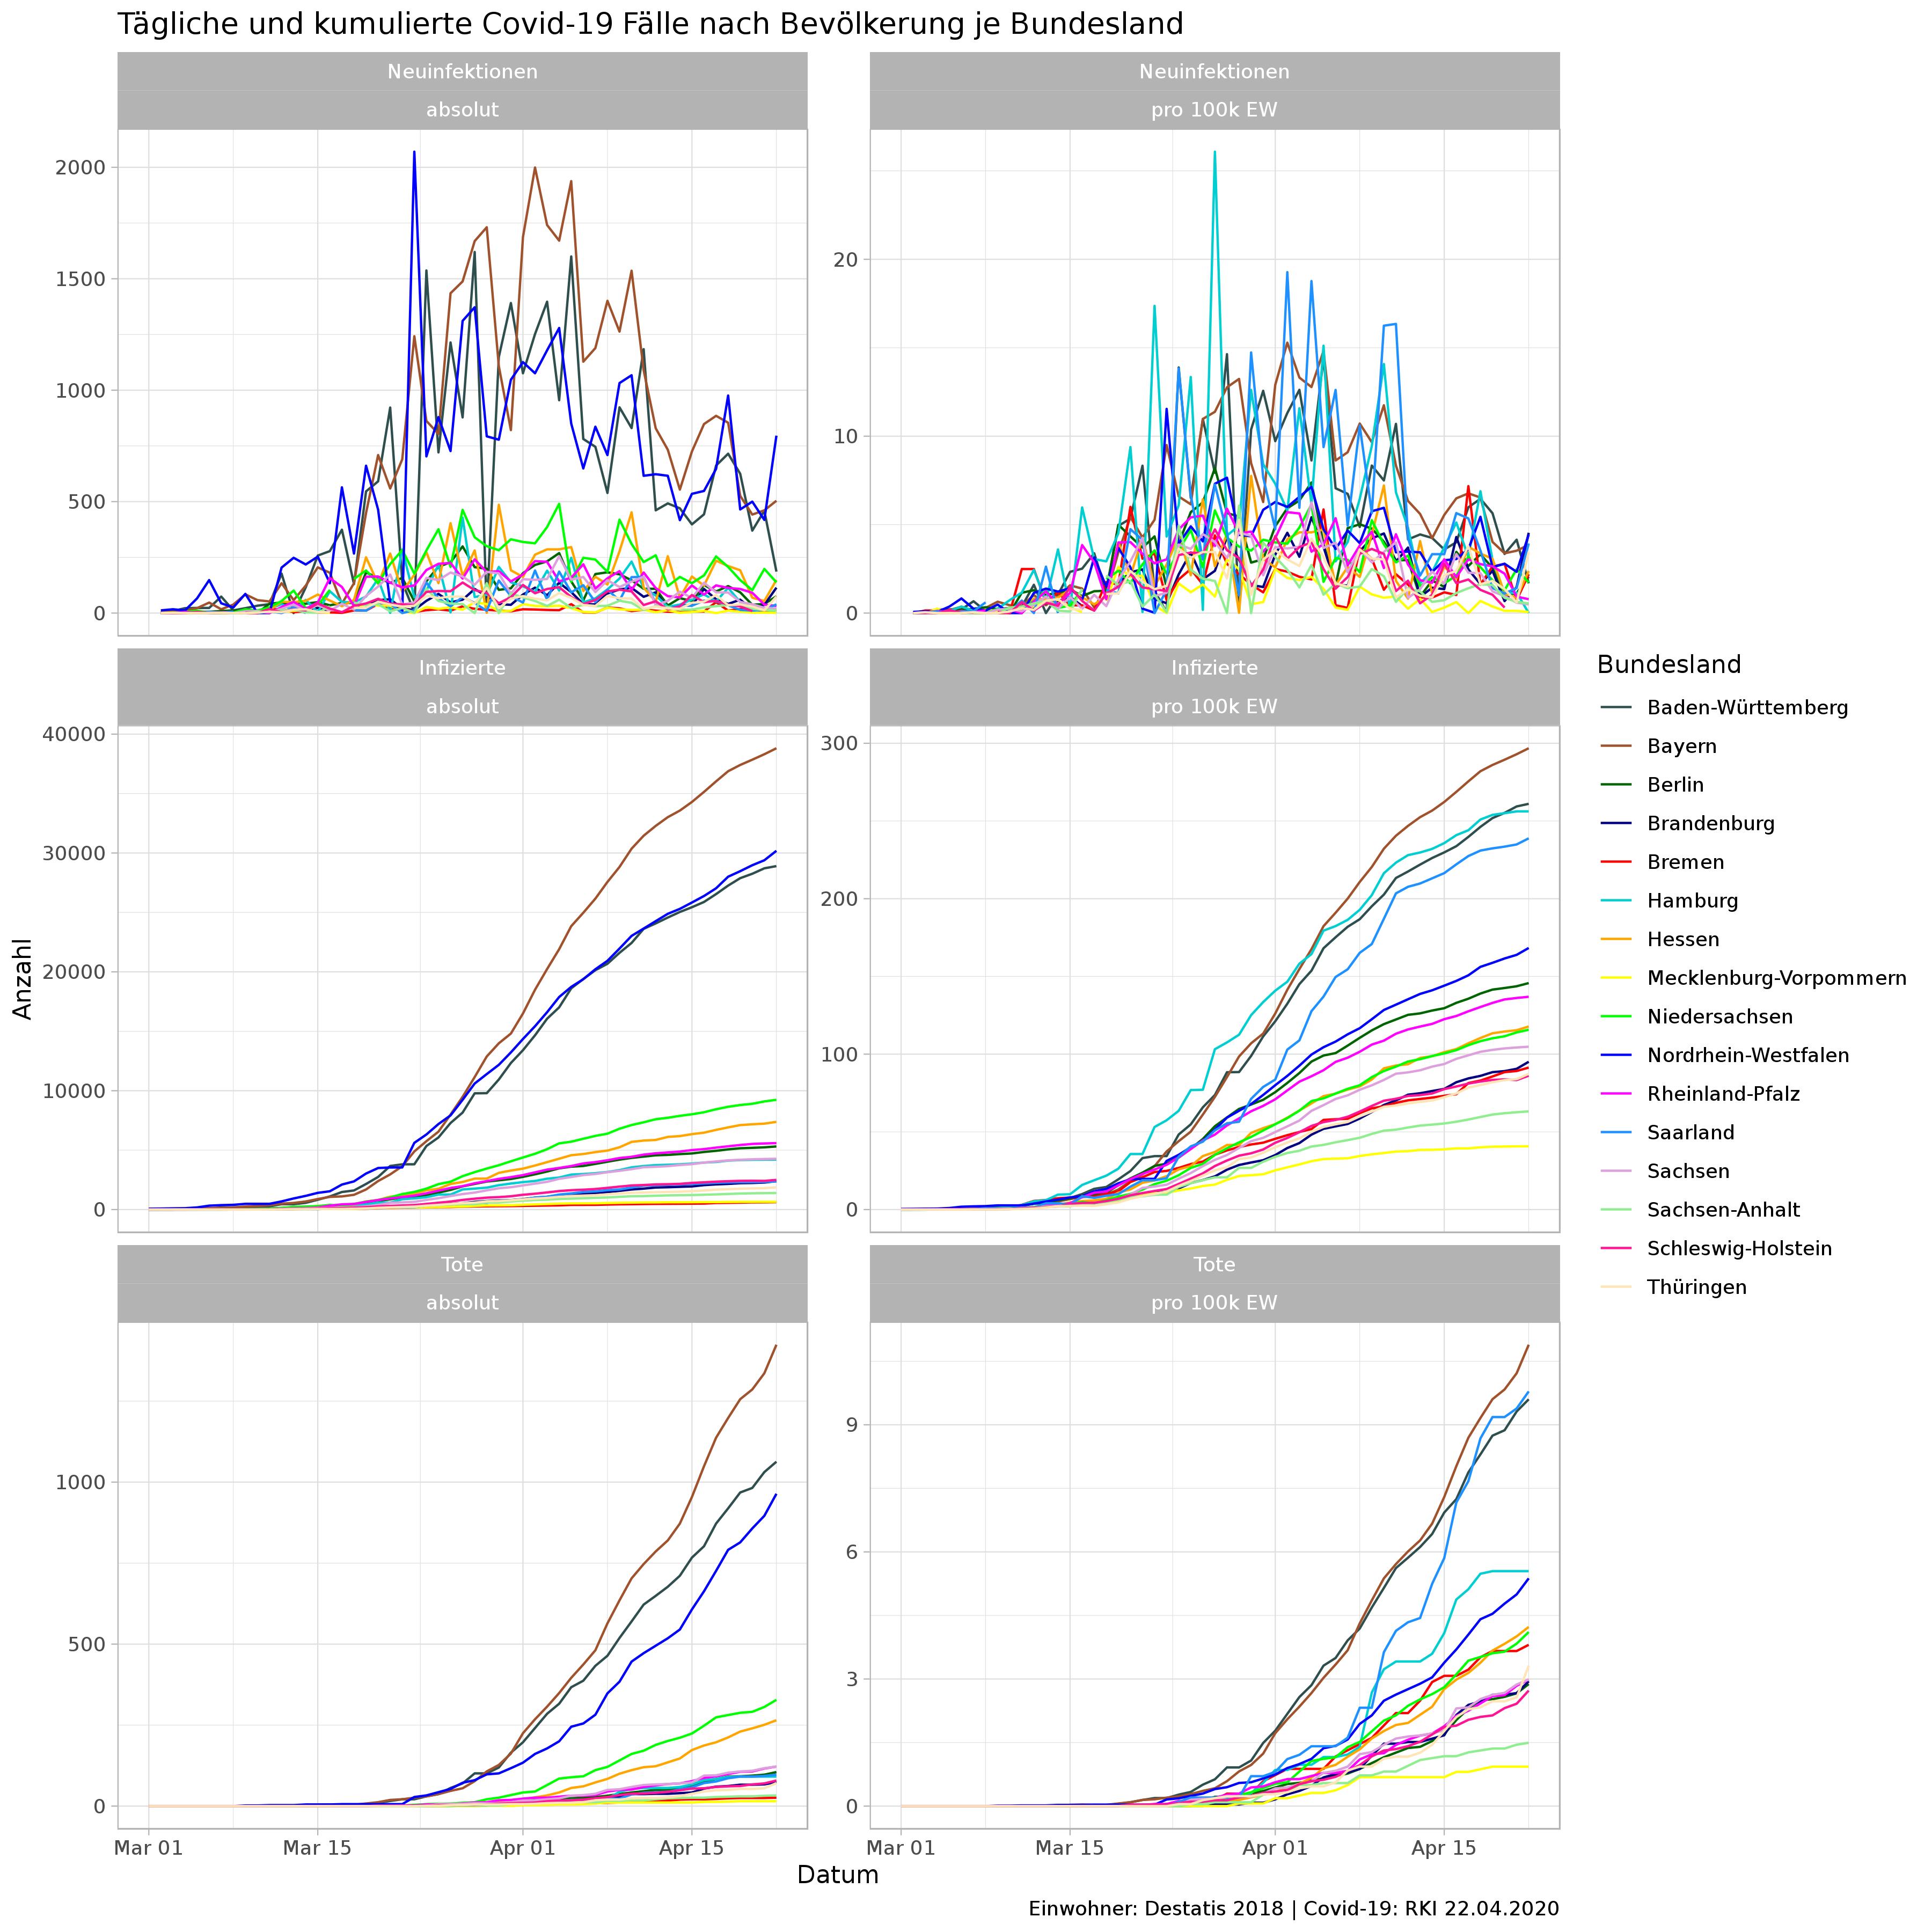 Tägliche und kumulierte Covid-19 Fälle nach Bevölkerung je Bundesland
Neuinfektionen
absolut
Neuinfektionen
pro 100k EW
2000
1500
1000
500
0
20
10
0
Infizierte
absolut
Infizierte
pro 100k EW
40000
30000
20000
10000
0
300
200
100
0
Tote
absolut
Tote
pro 100k EW
1000
500
0
9
6
3
0
Mar 01
Mar 15
Apr 01
Apr 15
Mar 01
Mar 15
Apr 01
Apr 15
Anzahl
Datum
Bundesland
Baden-Württemberg
Bayern
Berlin
Brandenburg
Bremen
Hamburg
Hessen
Mecklenburg-Vorpommern
Niedersachsen
Nordrhein-Westfalen
Rheinland-Pfalz
Saarland
Sachsen
Sachsen-Anhalt
Schleswig-Holstein
Thüringen
Einwohner: Destatis 2018 | Covid-19: RKI 22.04.2020